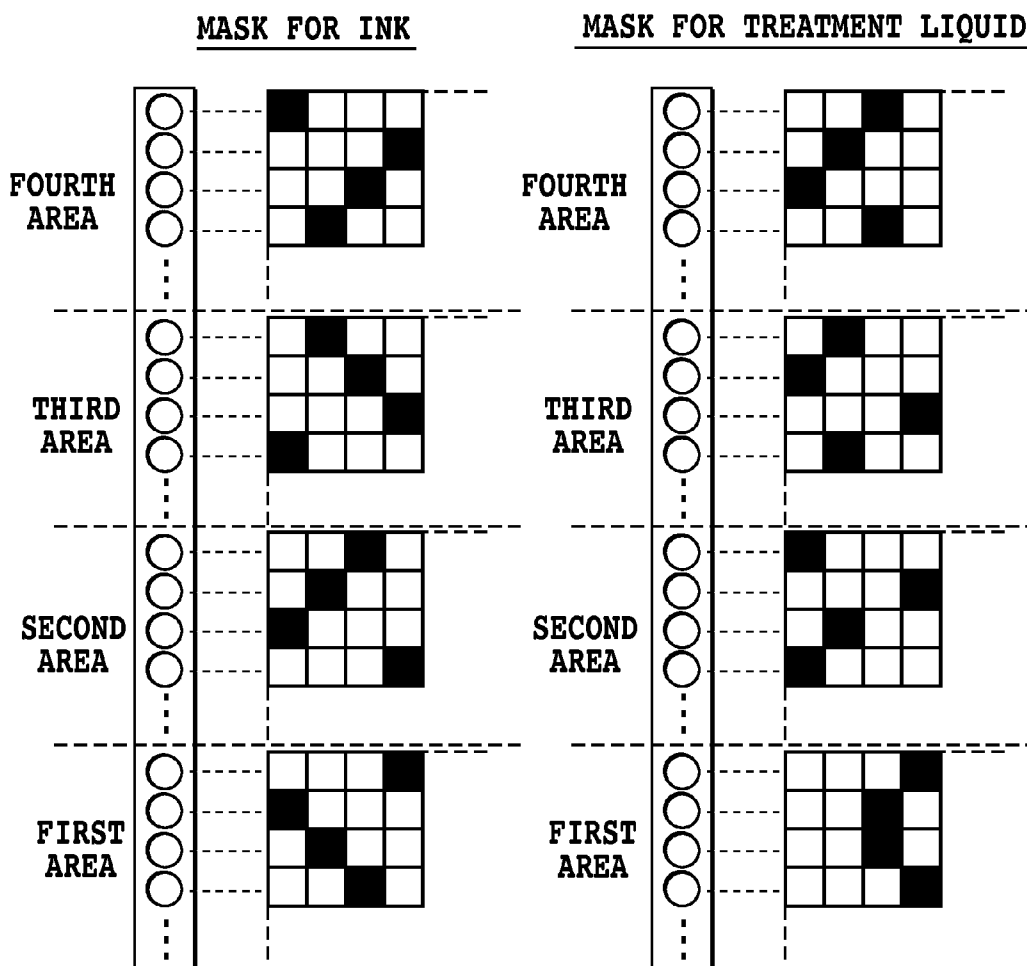 MASK FOR INK
MASK FOR TREATMENT LIQUID
FOURTH
AREA
FOURTH
AREA
THIRD
AREA
THIRD
AREA
SECOND
AREA
SECOND
AREA
FIRST
AREA
FIRST
AREA